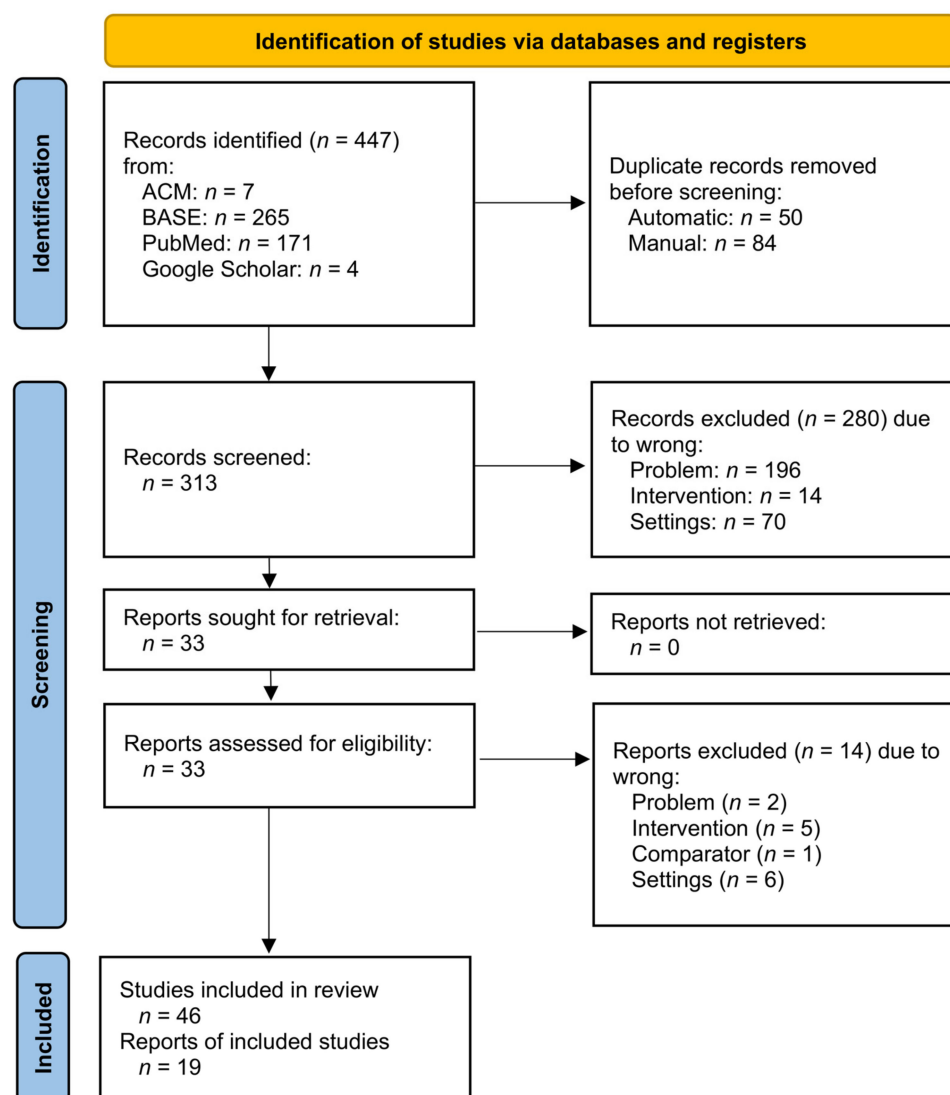 Identification of studies via databases and registers
Identification
Records identified (n = 447)
from:
ACM: n = 7
BASE: n = 265
PubMed: n = 171
Google Scholar: n = 4
Duplicate records removed
before screening:
Automatic: n = 50
Manual: n = 84
Screening
Records screened:
n = 313
Records excluded (n = 280) due
to wrong:
Problem: n = 196
Intervention: n = 14
Settings: n = 70
Reports sought for retrieval:
n = 33
Reports not retrieved:
n = 0
Reports assessed for eligibility:
n = 33
Reports excluded (n = 14) due to
wrong:
Problem (n = 2)
Intervention (n = 5)
Comparator (n = 1)
Settings (n = 6)
Included
Studies included in review
n = 46
Reports of included studies
n = 19